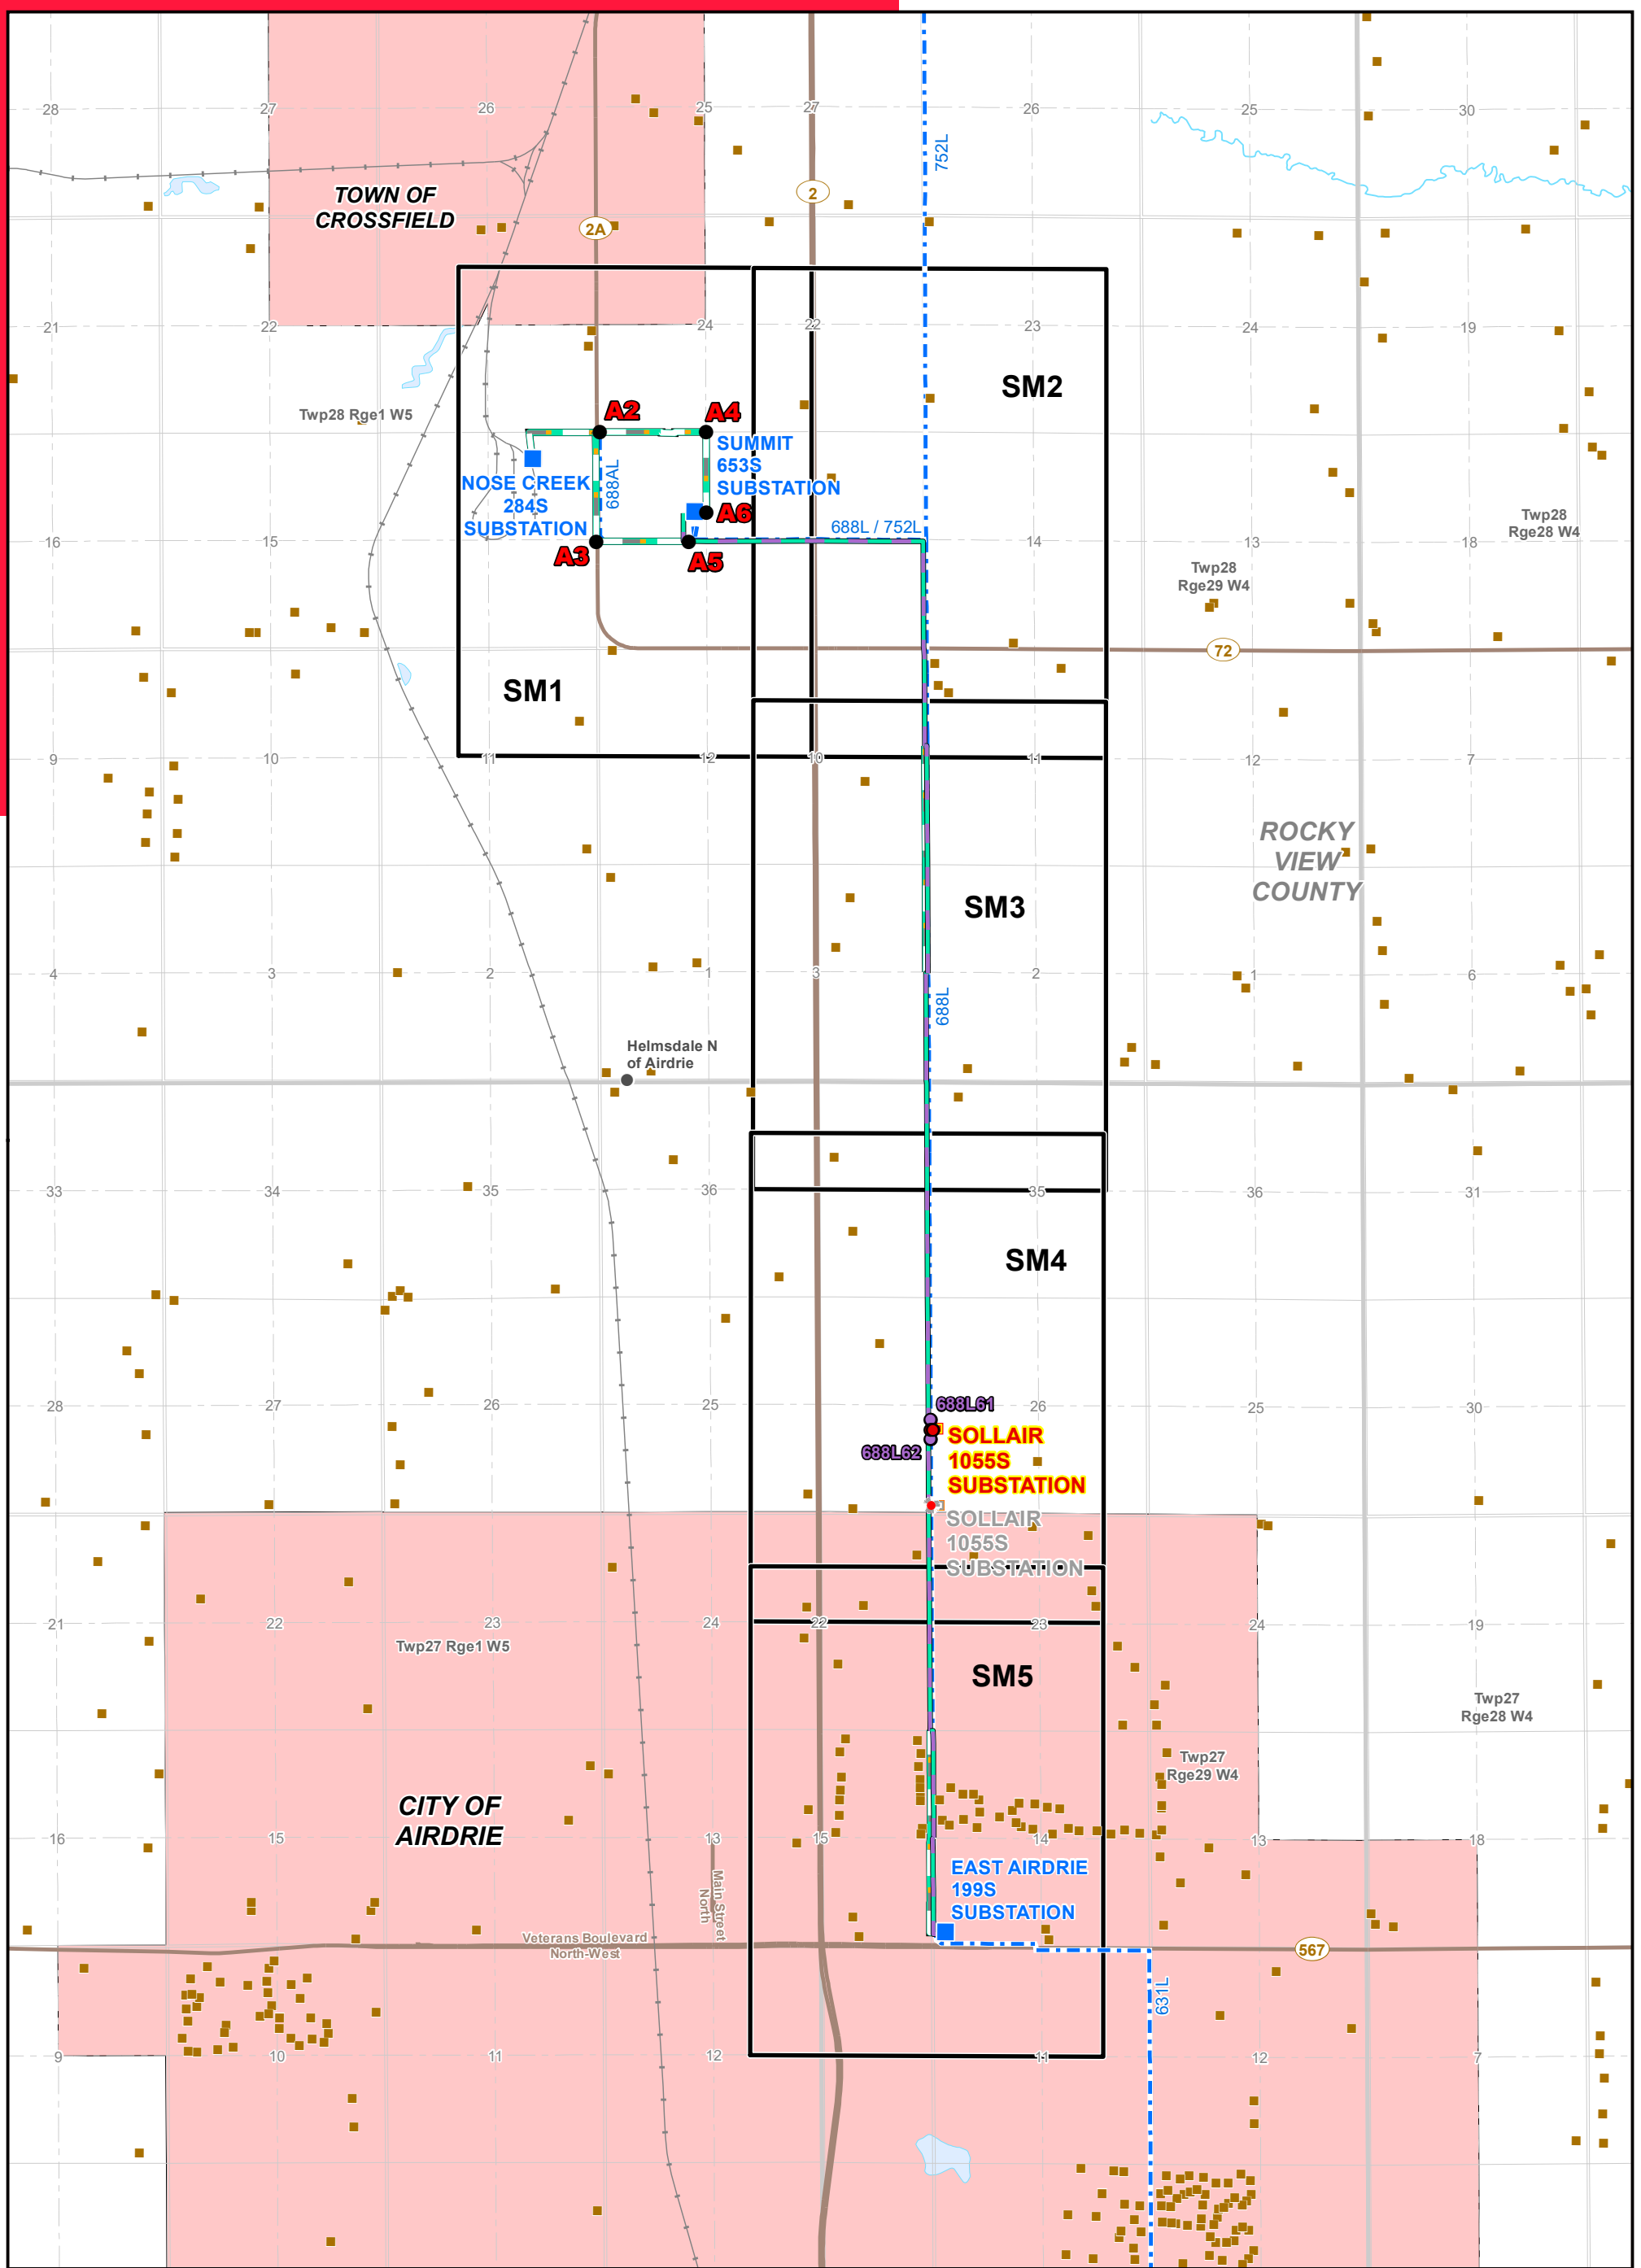 28
27
26
25
27
26
25
30
752L
TOWN OF
CROSSFIELD
2
2A
21
22
24
22
23
24
19
SM2
Twp28 Rge1 W5
A2
A4
SUMMIT
653S
SUBSTATION
688AL
NOSE CREEK
284S
SUBSTATION
A6
688L / 752L
Twp28
Rge28 W4
16
15
14
13
18
A3
A5
Twp28
Rge29 W4
72
SM1
9
10
11
12
10
11
12
7
ROCKY
VIEW
COUNTY
SM3
4
3
2
1
3
2
1
6
688L
Helmsdale N
of Airdrie
33
34
35
36
35
36
31
SM4
28
27
26
25
26
25
30
688L61
688L62
SOLLAIR
1055S
SUBSTATION
SOLLAIR
1055S
SUBSTATION
21
22
23
24
22
23
24
19
Twp27 Rge1 W5
SM5
Twp27
Rge28 W4
Twp27
Rge29 W4
CITY OF
AIRDRIE
16
15
13
15
14
13
18
EAST AIRDRIE
199S
SUBSTATION
Main Street
North
Veterans Boulevard
North-West
567
631L
9
10
11
12
11
12
7